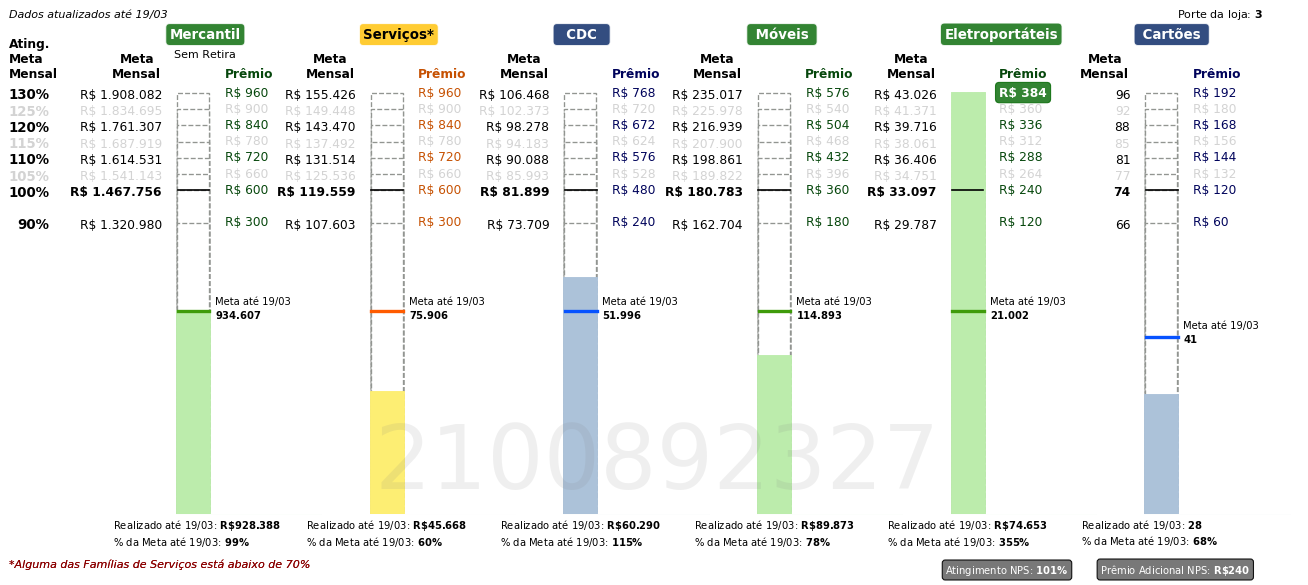 Dados atualizados até 19/03
Porte da loja: 3
Mercantil Serviços* CDC Móveis Eletroportáteis Cartões
Sem Retira
Ating. Meta Mensal
Meta Mensal Prêmio Meta Mensal Prêmio Meta Mensal Prêmio Meta Mensal Prêmio Meta Mensal Prêmio Meta Mensal Prêmio
130% R$ 1.908.082 R$ 960 R$ 155.426 R$ 960 R$ 106.468 R$ 768 R$ 235.017 R$ 576 R$ 43.026 R$ 384 96 R$ 192
125% R$ 1.834.695 R$ 900 R$ 149.448 R$ 900 R$ 102.373 R$ 720 R$ 225.978 R$ 540 R$ 41.371 R$ 360 92 R$ 180
120% R$ 1.761.307 R$ 840 R$ 143.470 R$ 840 R$ 98.278 R$ 672 R$ 216.939 R$ 504 R$ 39.716 R$ 336 88 R$ 168
115% R$ 1.687.919 R$ 780 R$ 137.492 R$ 780 R$ 94.183 R$ 624 R$ 207.900 R$ 468 R$ 38.061 R$ 312 85 R$ 156
110% R$ 1.614.531 R$ 720 R$ 131.514 R$ 720 R$ 90.088 R$ 576 R$ 198.861 R$ 432 R$ 36.406 R$ 288 81 R$ 144
105% R$ 1.541.143 R$ 660 R$ 125.536 R$ 660 R$ 85.993 R$ 528 R$ 189.822 R$ 396 R$ 34.751 R$ 264 77 R$ 132
100% R$ 1.467.756 R$ 600 R$ 119.559 R$ 600 R$ 81.899 R$ 480 R$ 180.783 R$ 360 R$ 33.097 R$ 240 74 R$ 120
90% R$ 1.320.980 R$ 300 R$ 107.603 R$ 300 R$ 73.709 R$ 240 R$ 162.704 R$ 180 R$ 29.787 R$ 120 66 R$ 60
Meta até 19/03 Meta até 19/03 Meta até 19/03 Meta até 19/03 Meta até 19/03
934.607 75.906 51.996 114.893 21.002
Meta até 19/03
41
2100892327
Realizado até 19/03: R$928.388 Realizado até 19/03: R$45.668 Realizado até 19/03: R$60.290 Realizado até 19/03: R$89.873 Realizado até 19/03: R$74.653 Realizado até 19/03: 28
% da Meta até 19/03: 99% % da Meta até 19/03: 60% % da Meta até 19/03: 115% % da Meta até 19/03: 78% % da Meta até 19/03: 355% % da Meta até 19/03: 68%
*Alguma das Famílias de Serviços está abaixo de 70%
Atingimento NPS: 101% Prêmio Adicional NPS: R$240